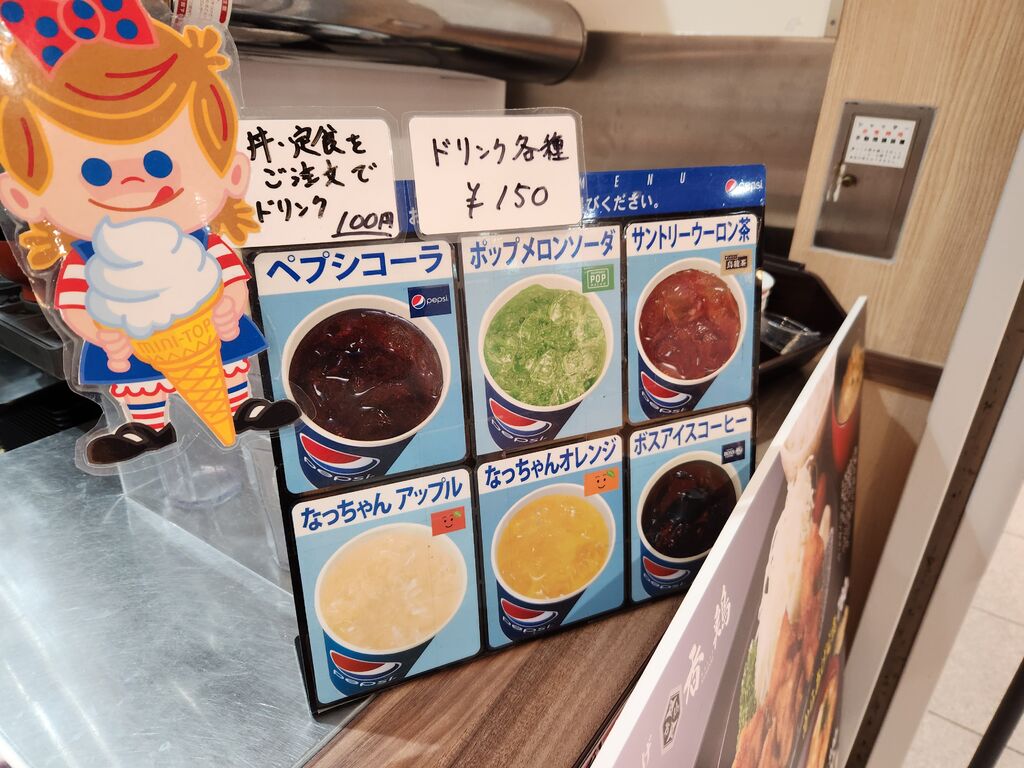 丼・定食を
ご注文で
ドリンク 100円
ドリンク各種
¥150
MENU
pepsi
びください。
ペプシコーラ
pepsi
ポップメロンソーダ
POP
サントリーウーロン茶
烏龍茶
mini-TOP
pepsi
pepsi
なっちゃん アップル
なっちゃんオレンジ
ボスアイスコーヒー
BOSS
pepsi
pepsi